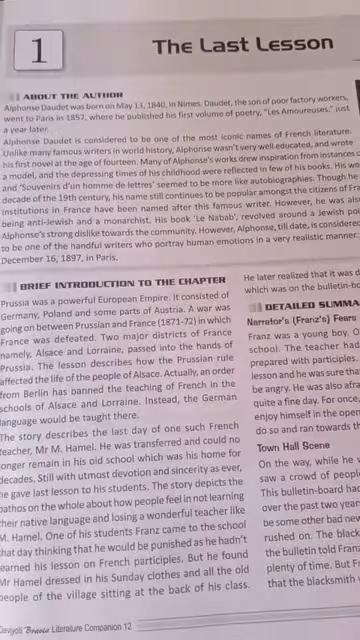 1
The Last Lesson
ABOUT THE AUTHOR
Alphonse Daudet was born on May 13, 1840, in Nimes. Daudet, the son of poor factory workers,
went to Paris in 1857, where he published his first volume of poetry, "Les Amoureuses." just
a year later.
Alphonse Daudet is considered to be one of the most iconic names of French literature.
Unlike many famous writers in world history, Alphonse wasn't very well educated, and wrote
his first novel at the age of fourteen. Many of Alphonse's works drew inspiration from instances
a model, and the depressing times of his childhood were reflected in few of his books. His
and 'Souvenirs d'un homme de lettres' seemed to be more like autobiographies. Though he
decade of the 19th century, his name still continues to be popular amongst the citizens of
institutions in France have been named after this famous writer. However, he was
being anti-Jewish and a monarchist. His book 'Le Nabab', revolved around a Jewish
Alphonse's strong dislike towards the community. However, Alphonse, till date, is considered
to be one of the handful writers who portray human emotions in a very realistic manner.
December 16, 1897, in Paris.
BRIEF INTRODUCTION TO THE CHAPTER
Prussia was a powerful European Empire. It consisted of
Germany, Poland and some parts of Austria. A war was
going on between Prussian and France (1871-72) in which
France was defeated. Two major districts of France
namely, Alsace and Lorraine, passed into the hands of
Prussia. The lesson describes how the Prussian rule
affected the life of the people of Alsace. Actually, an order
from Berlin has banned the teaching of French in the
schools of Alsace and Lorraine. Instead, the German
language would be taught there.
The story describes the last day of one such French
teacher, Mr M. Hamel. He was transferred and could no
longer remain in his old school which was his home for
decades. Still with utmost devotion and sincerity as ever,
he gave last lesson to his students. The story depicts the
pathos on the whole about how people feel in not learning
their native language and losing a wonderful teacher like
M. Hamel. One of his students Franz came to the school
that day thinking that he would be punished as he hadn't
learned his lesson on French participles. But he found
Mr Hamel dressed in his Sunday clothes and all the old
people of the village sitting at the back of his class.
He later realized that it was
which was on the
DETAILED
Narrator's (Franz's) Fears
Franz was a young boy.
school. The teacher had
prepared with participles.
lesson and he was sure that
be angry. He was also
quite a fine day. For once,
enjoy himself in the open
do so and ran towards
Town Hall Scene
On the way, while he
saw a crowd of
This bulletin-board had
over the past two
be some other bad
rushed on. The
the bulletin told
plenty of time. But
that the blacksmith
Devjyoti Bravia Literature Companion 12